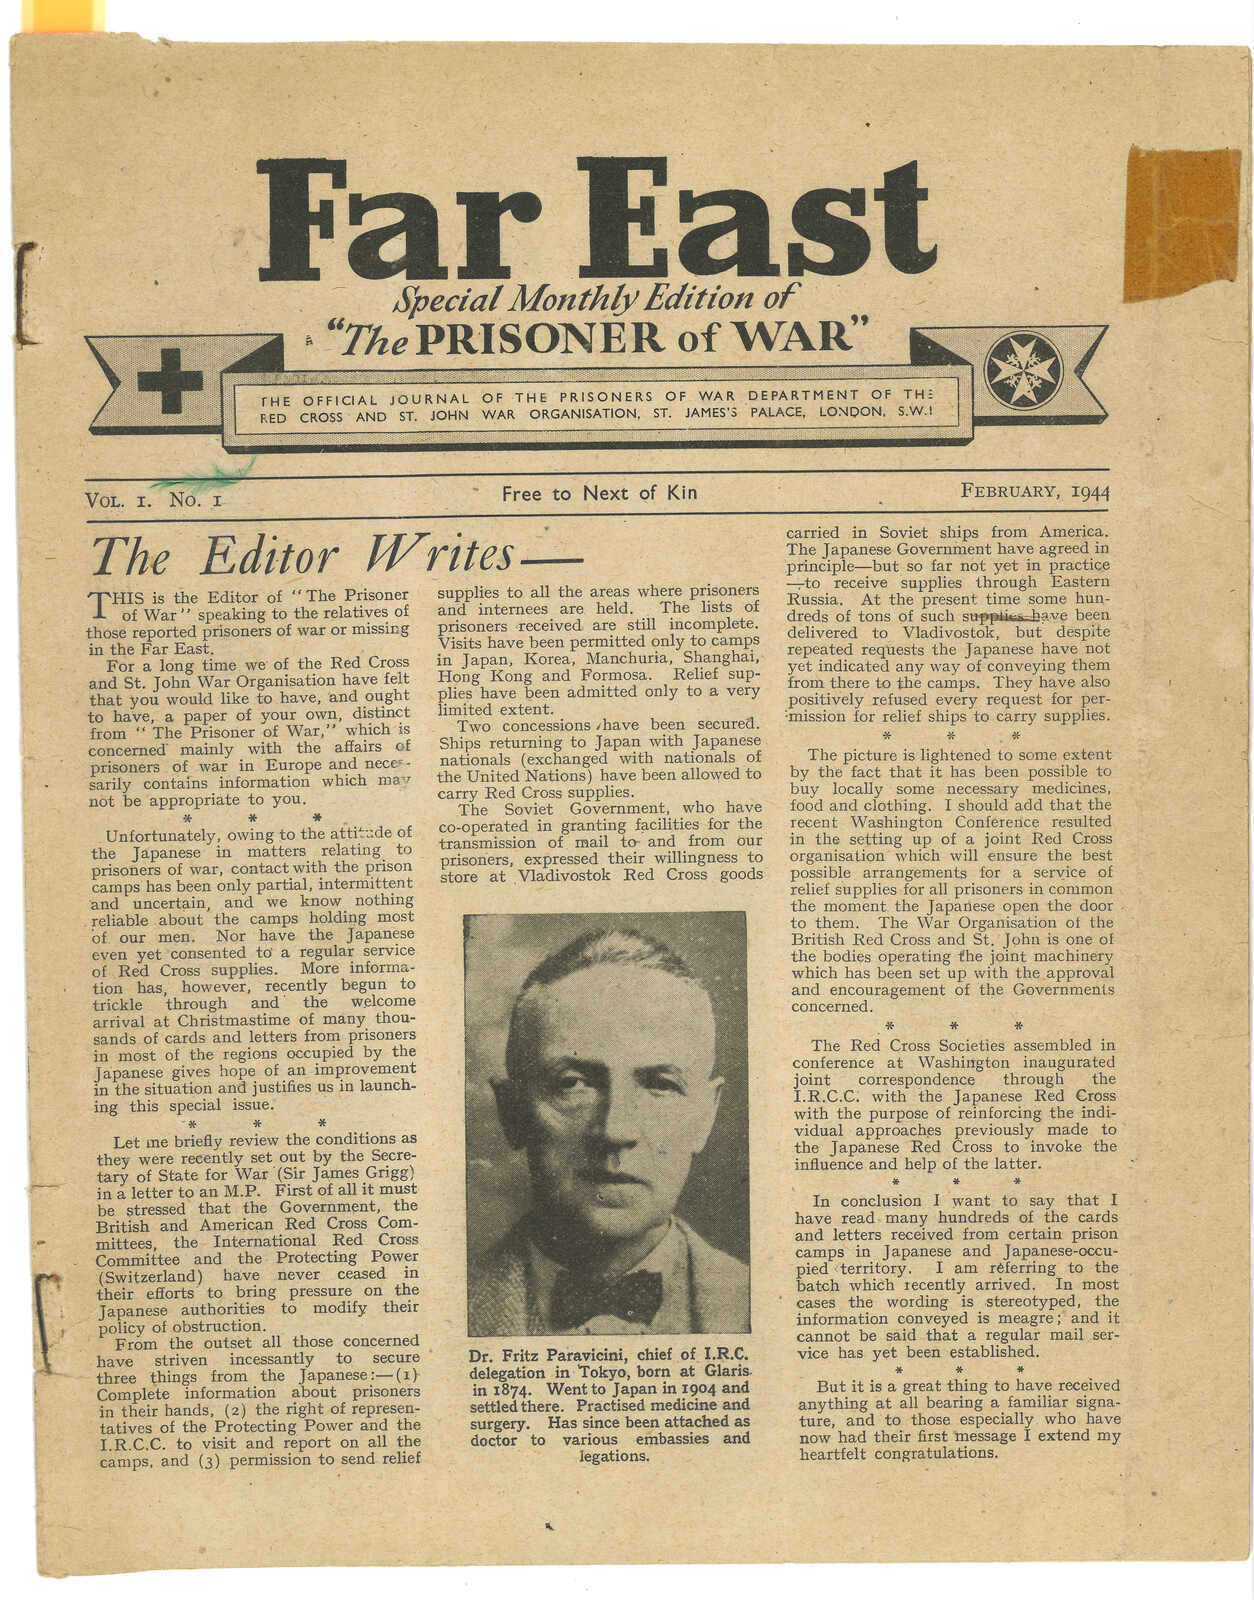 Far East
Special Monthly Edition of
"The PRISONER of WAR"
THE OFFICIAL JOURNAL OF THE PRISONERS OF WAR DEPARTMENT OF THE
RED CROSS AND ST. JOHN WAR ORGANISATION, ST. JAMES'S PALACE, LONDON, S.W.1
VOL. 1. No. 1
Free to Next of Kin
FEBRUARY, 1944
The Editor Writes—
THIS is the Editor of "The Prisoner
of War" speaking to the relatives of
those reported prisoners of war or missing
in the Far East.
For a long time we of the Red Cross
and St. John War Organisation have felt
that you would like to have, and ought
to have, a paper of your own, distinct
from "The Prisoner of War," which is
concerned mainly with the affairs of
prisoners of war in Europe and neces-
sarily contains information which may
not be appropriate to you.
* * *
Unfortunately, owing to the attitude of
the Japanese in matters relating to
prisoners of war, contact with the prison
camps has been only partial, intermittent
and uncertain, and we know nothing
reliable about the camps holding most
of our men. Nor have the Japanese
even yet consented to a regular service
of Red Cross supplies. More informa-
tion has, however, recently begun to
trickle through and the welcome
arrival at Christmastime of many thou-
sands of cards and letters from prisoners
in most of the regions occupied by the
Japanese gives hope of an improvement
in the situation and justifies us in launch-
ing this special issue.
* * *
Let me briefly review the conditions as
they were recently set out by the Secre-
tary of State for War (Sir James Grigg)
in a letter to an M.P. First of all it must
be stressed that the Government, the
British and American Red Cross Com-
mittees, the International Red Cross
Committee and the Protecting Power
(Switzerland) have never ceased in
their efforts to bring pressure on the
Japanese authorities to modify their
policy of obstruction.
From the outset all those concerned
have striven incessantly to secure
three things from the Japanese:—(1)
Complete information about prisoners
in their hands, (2) the right of represen-
tatives of the Protecting Power and the
I.R.C.C. to visit and report on all the
camps, and (3) permission to send relief
supplies to all the areas where prisoners
and internees are held. The lists of
prisoners received are still incomplete.
Visits have been permitted only to camps
in Japan, Korea, Manchuria, Shanghai,
Hong Kong and Formosa. Relief sup-
plies have been admitted only to a very
limited extent.
Two concessions have been secured.
Ships returning to Japan with Japanese
nationals (exchanged with nationals of
the United Nations) have been allowed to
carry Red Cross supplies.
The Soviet Government, who have
co-operated in granting facilities for the
transmission of mail to and from our
prisoners, expressed their willingness to
store at Vladivostok Red Cross goods
Dr. Fritz Paravicini, chief of I.R.C.
delegation in Tokyo, born at Glaris
in 1874. Went to Japan in 1904 and
settled there. Practised medicine and
surgery. Has since been attached as
doctor to various embassies and
legations.
carried in Soviet ships from America.
The Japanese Government have agreed in
principle—but so far not yet in practice
—to receive supplies through Eastern
Russia. At the present time some hun-
dreds of tons of such supplies have been
delivered to Vladivostok, but despite
repeated requests the Japanese have not
yet indicated any way of conveying them
from there to the camps. They have also
positively refused every request for per-
mission for relief ships to carry supplies.
* * *
The picture is lightened to some extent
by the fact that it has been possible to
buy locally some necessary medicines,
food and clothing. I should add that the
recent Washington Conference resulted
in the setting up of a joint Red Cross
organisation which will ensure the best
possible arrangements for a service of
relief supplies for all prisoners in common
the moment the Japanese open the door
to them. The War Organisation of the
British Red Cross and St. John is one of
the bodies operating the joint machinery
which has been set up with the approval
and encouragement of the Governments
concerned.
* * *
The Red Cross Societies assembled in
conference at Washington inaugurated
joint correspondence through the
I.R.C.C. with the Japanese Red Cross
with the purpose of reinforcing the indi-
vidual approaches previously made to
the Japanese Red Cross to invoke the
influence and help of the latter.
* * *
In conclusion I want to say that I
have read many hundreds of the cards
and letters received from certain prison
camps in Japanese and Japanese-occu-
pied territory. I am referring to the
batch which recently arrived. In most
cases the wording is stereotyped, the
information conveyed is meagre; and it
cannot be said that a regular mail ser-
vice has yet been established.
* * *
But it is a great thing to have received
anything at all bearing a familiar signa-
ture, and to those especially who have
now had their first message I extend my
heartfelt congratulations.